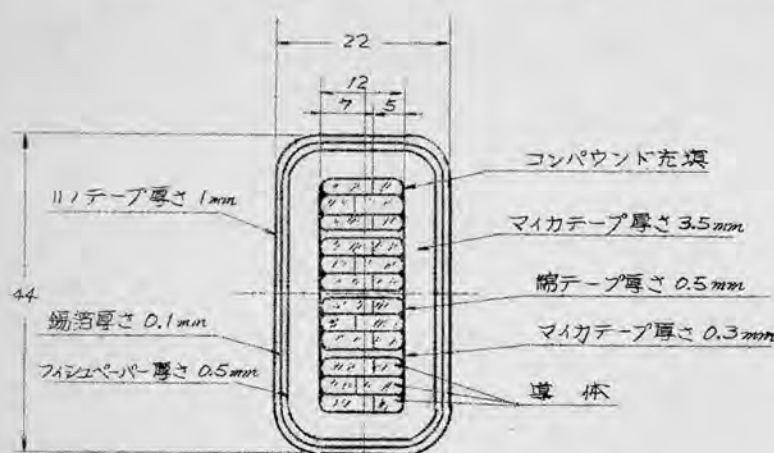 22
12
7 5
コンパウンド充填
リノテープ厚さ 1mm
マイカテープ厚さ 3.5mm
44
綿テープ厚さ 0.5mm
錫箔厚さ 0.1mm
マイカテープ厚さ 0.3mm
フィシュペーパー厚さ 0.5mm
導体